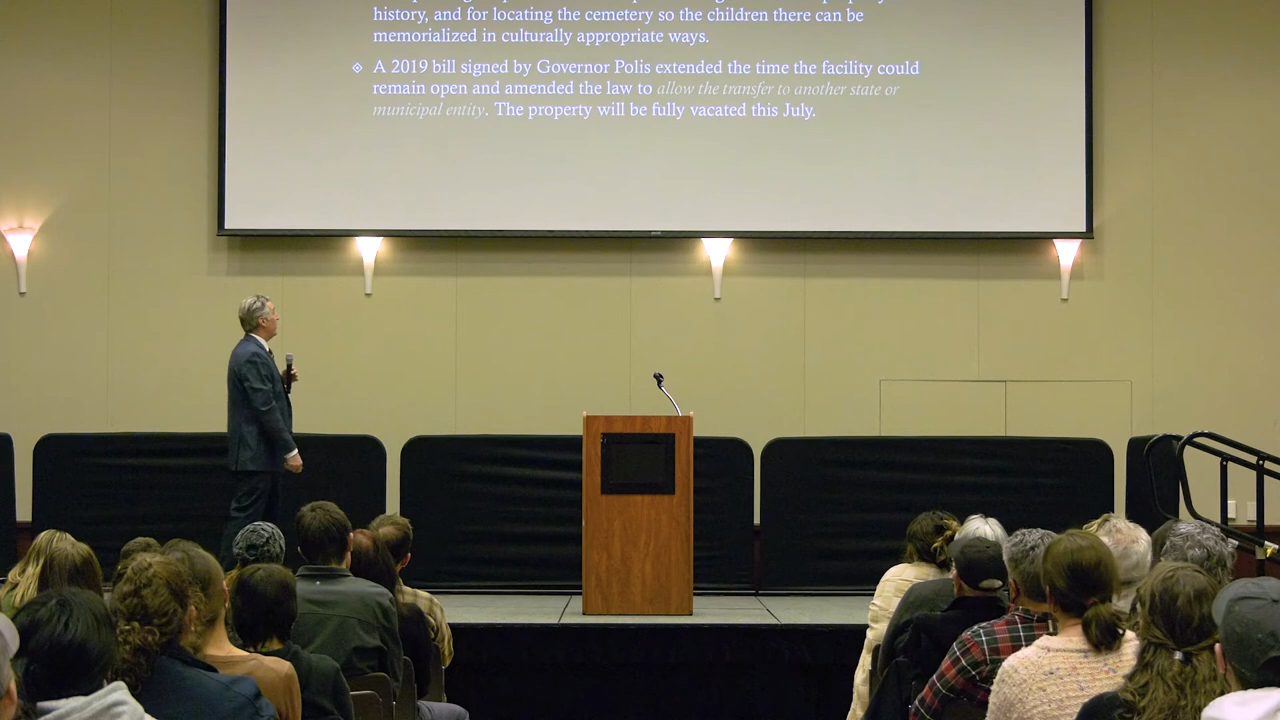 history, and for locating the cemetery so the children there can be
memorialized in culturally appropriate ways.
A 2019 bill signed by Governor Polis extended the time the facility could
remain open and amended the law to allow the transfer to another state or
municipal entity. The property will be fully vacated this July.